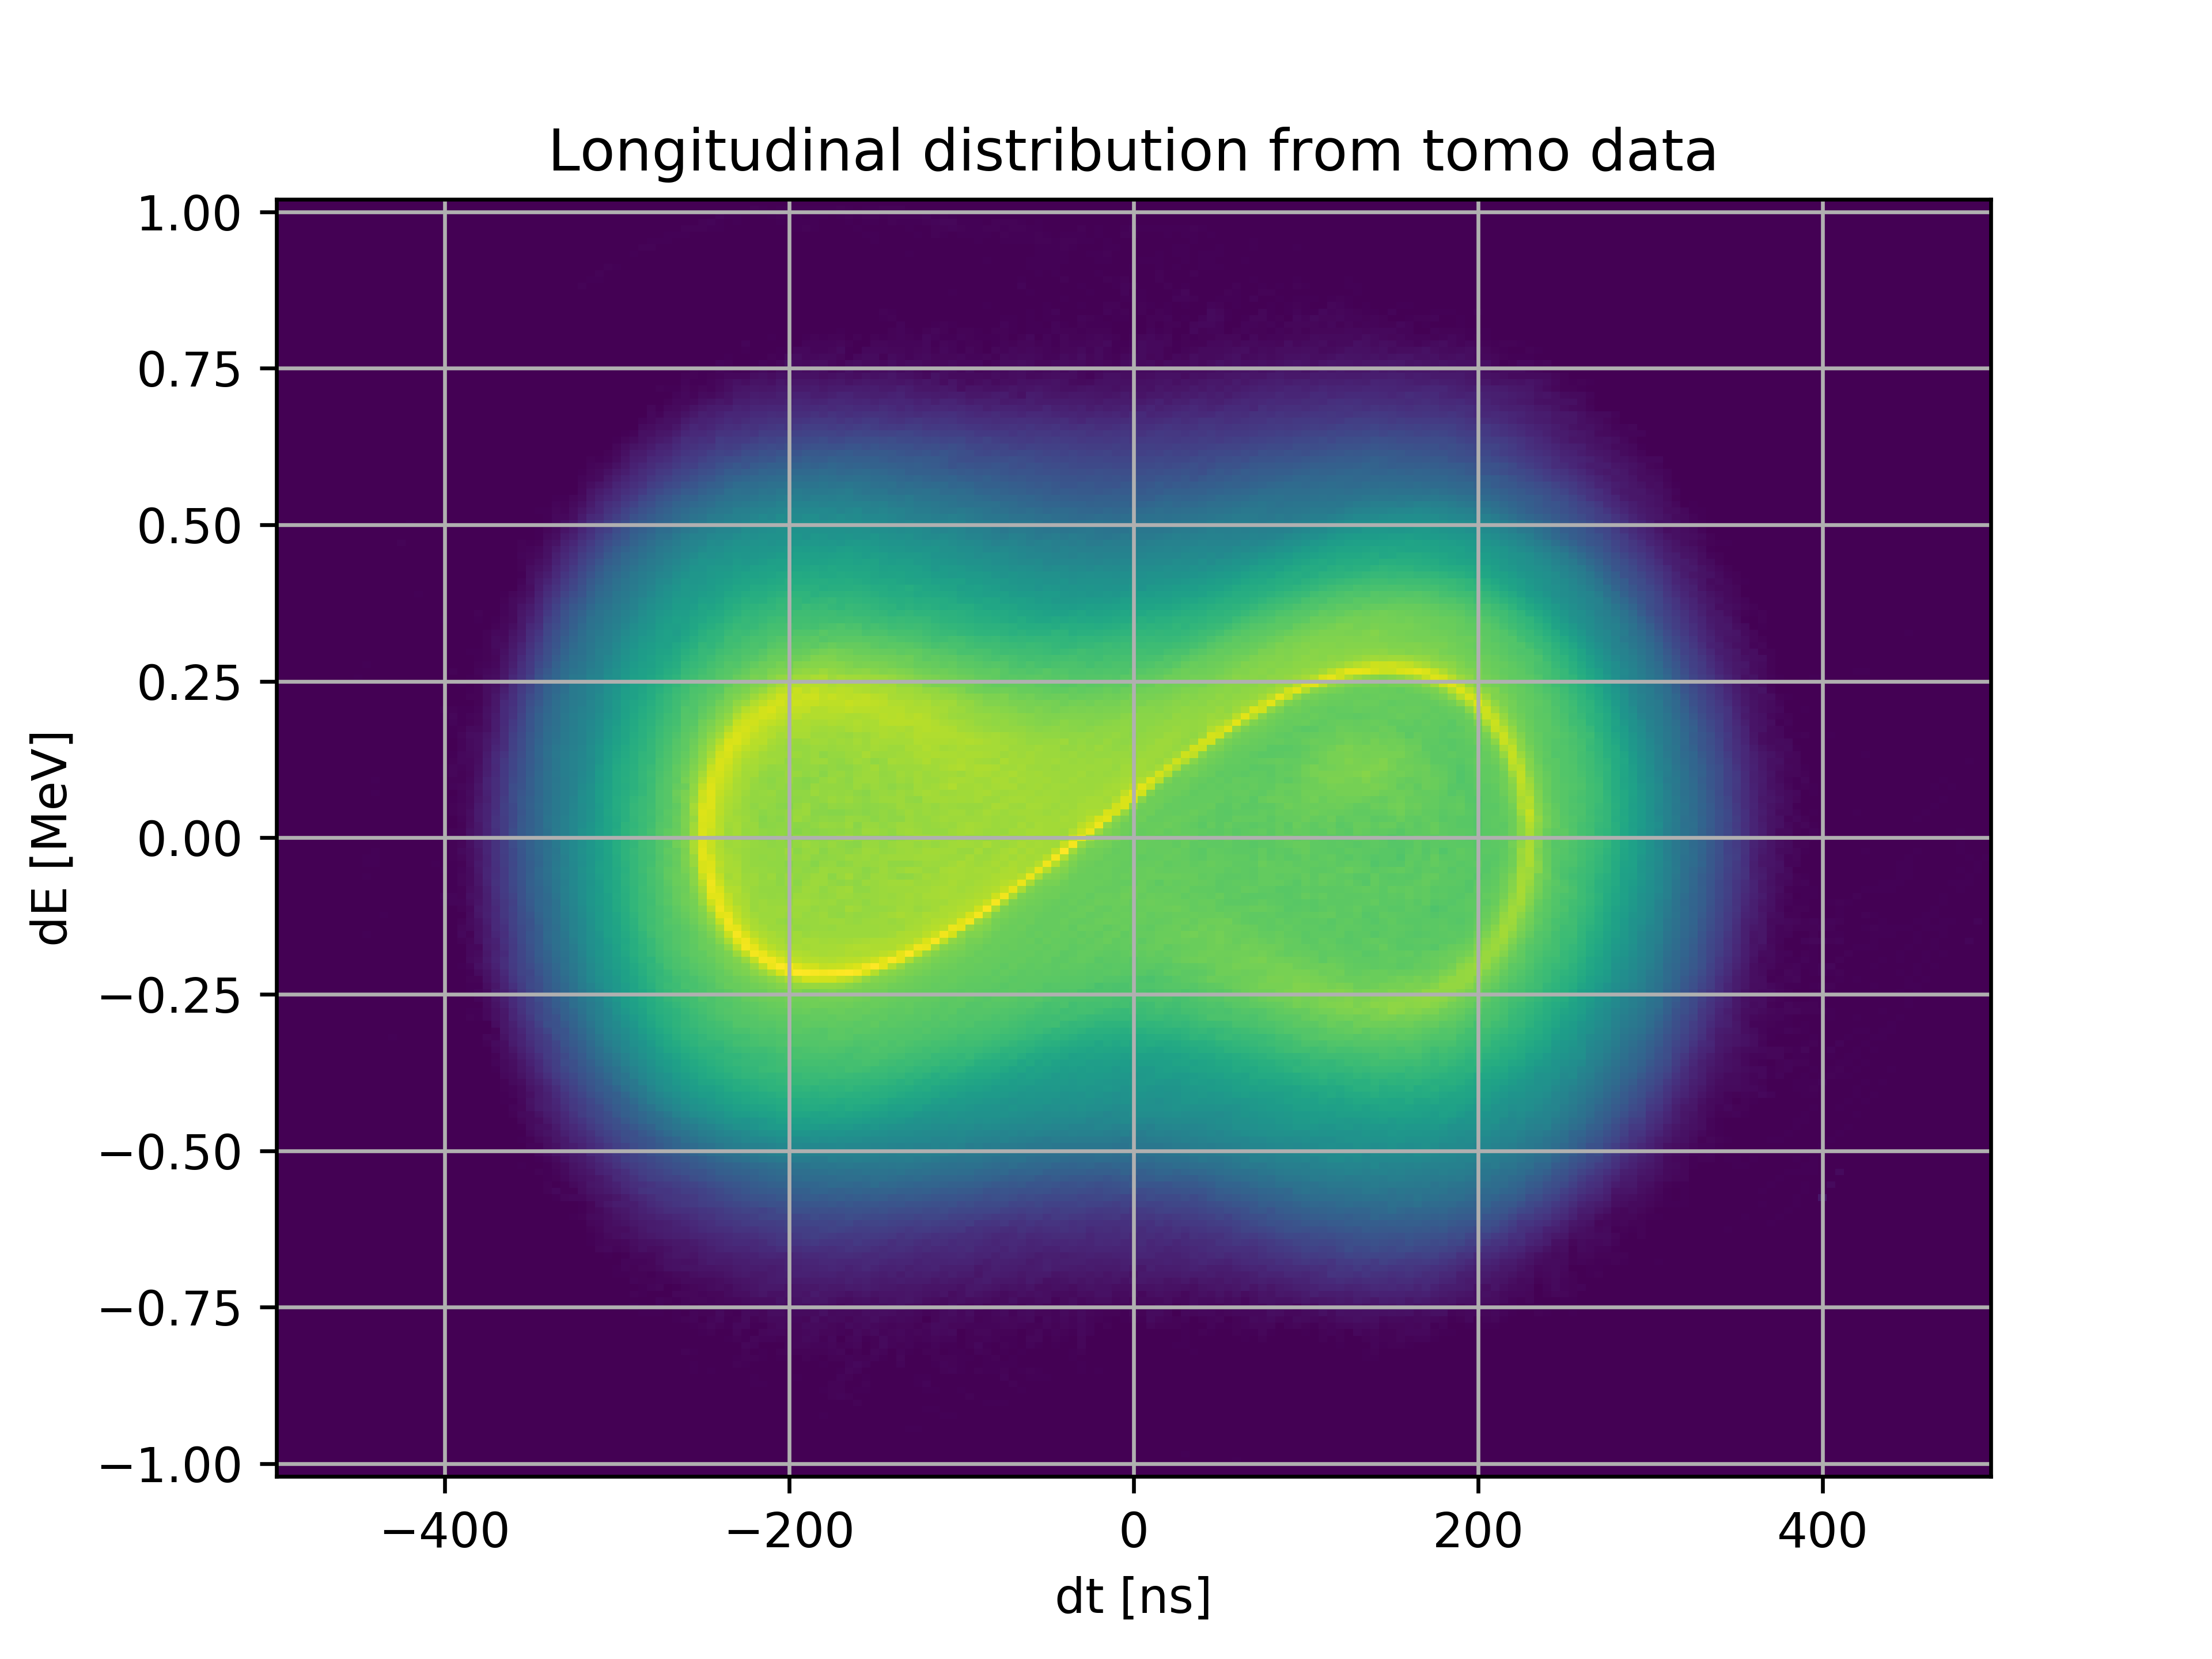 Longitudinal distribution from tomo data
1.00
0.75
0.50
0.25
0.00
−0.25
−0.50
−0.75
−1.00
dE [MeV]
−400 −200 0 200 400
dt [ns]